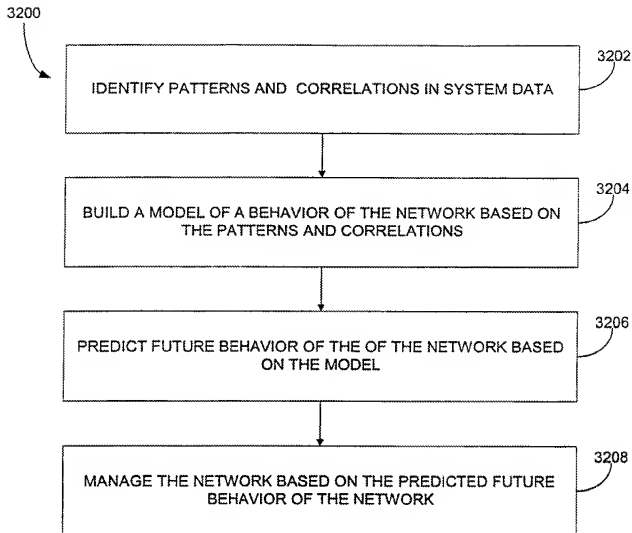 3200
3202
IDENTIFY PATTERNS AND CORRELATIONS IN SYSTEM DATA
3204
BUILD A MODEL OF A BEHAVIOR OF THE NETWORK BASED ON
THE PATTERNS AND CORRELATIONS
3206
PREDICT FUTURE BEHAVIOR OF THE OF THE NETWORK BASED
ON THE MODEL
3208
MANAGE THE NETWORK BASED ON THE PREDICTED FUTURE
BEHAVIOR OF THE NETWORK